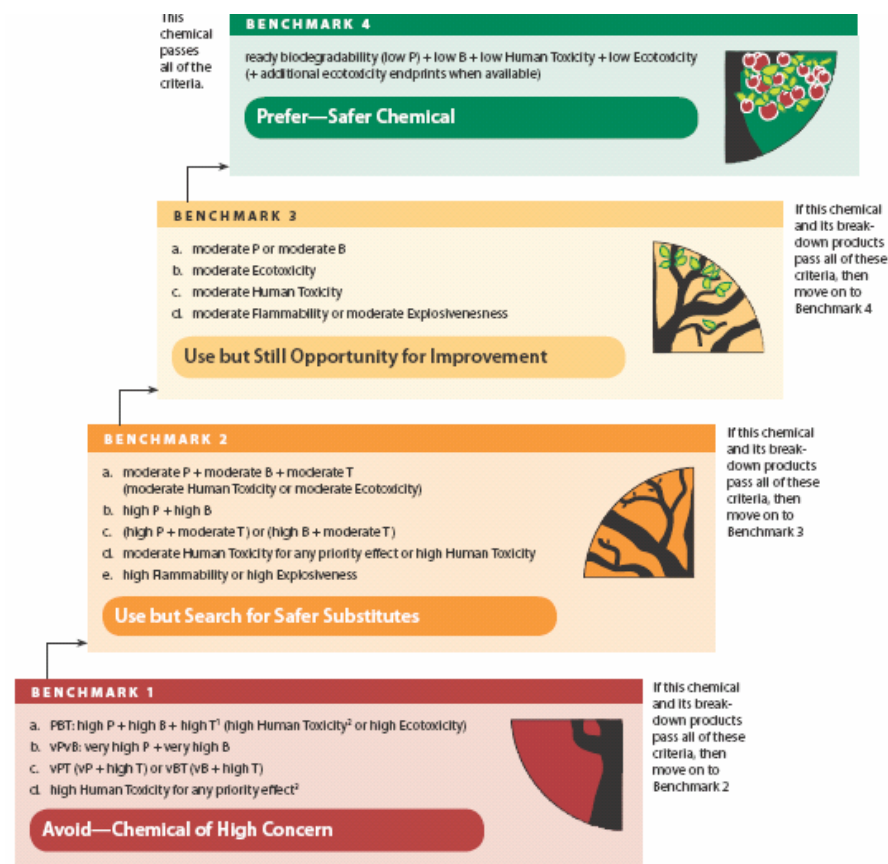 This
chemical
passes
all of the
criteria.
BENCHMARK 4
ready biodegradability (low P) + low B + low Human Toxicity + low Ecotoxicity
(+ additional ecotoxicity endprints when available)
Prefer—Safer Chemical
BENCHMARK 3
a. moderate P or moderate B
b. moderate Ecotoxicity
c. moderate Human Toxicity
d. moderate Flammability or moderate Explosivenesness
Use but Still Opportunity for Improvement
If this chemical
and its break-
down products
pass all of these
criteria, then
move on to
Benchmark 4
BENCHMARK 2
a. moderate P + moderate B + moderate T
(moderate Human Toxicity or moderate Ecotoxicity)
b. high P + high B
c. (high P + moderate T) or (high B + moderate T)
d. moderate Human Toxicity for any priority effect or high Human Toxicity
e. high Flammability or high Explosiveness
Use but Search for Safer Substitutes
If this chemical
and its break-
down products
pass all of these
criteria, then
move on to
Benchmark 3
BENCHMARK 1
a. PBT: high P + high B + high T¹ (high Human Toxicity² or high Ecotoxicity)
b. vPvB: very high P + very high B
c. vPT (vP + high T) or vBT (vB + high T)
d. high Human Toxicity for any priority effect²
Avoid—Chemical of High Concern
If this chemical
and its break-
down products
pass all of these
criteria, then
move on to
Benchmark 2